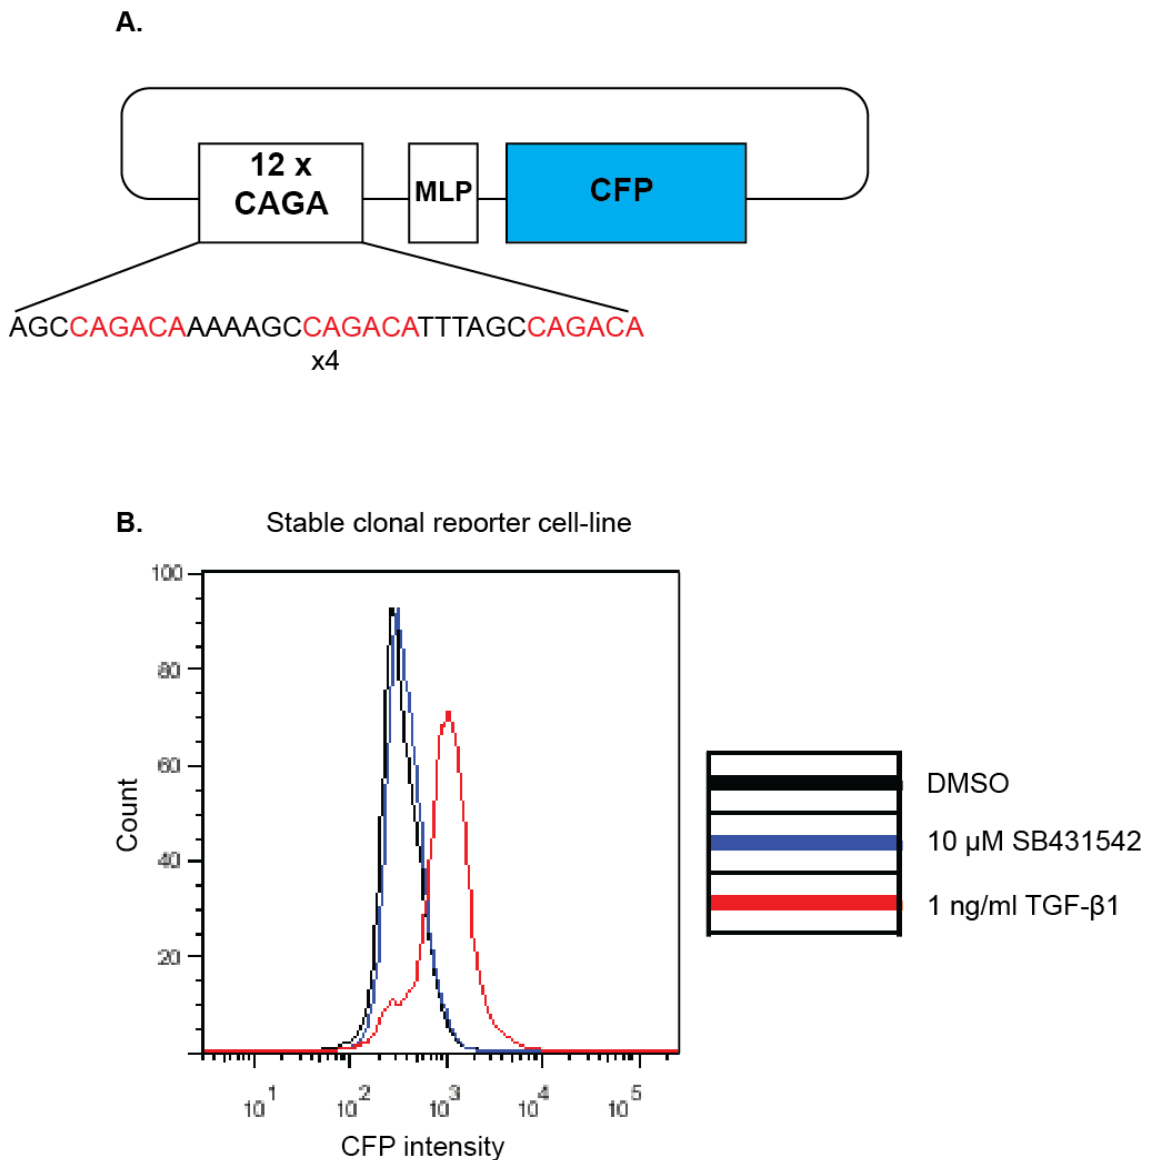 A.
12 x
CAGA
MLP
CFP
AGCCAGACAAAAAGCCAGACATTTAGCCAGACA
x4
B.
Stable clonal reporter cell-line
100
80
60
40
20
Count
10^1 10^2 10^3 10^4 10^5
CFP intensity
DMSO
10 µM SB431542
1 ng/ml TGF-β1